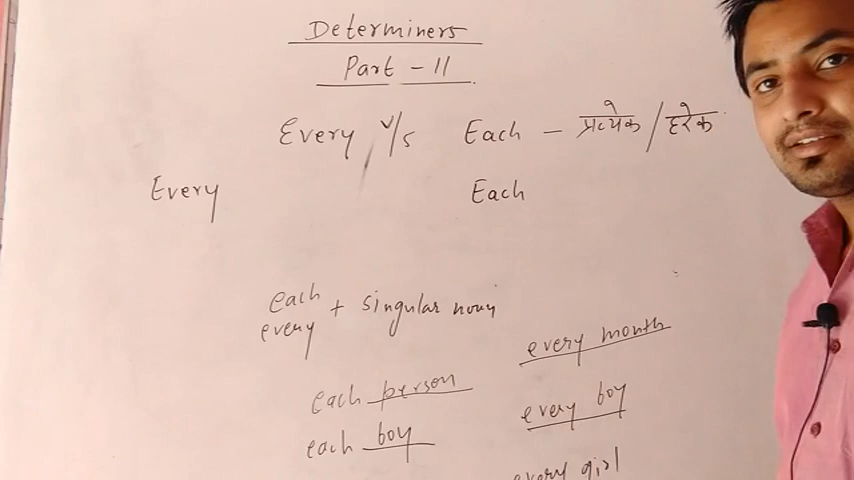 Determiners
Part - 11
Every v/s Each - प्रत्येक / हरेक
Every Each
each
every + singular noun
every month
each person
every boy
each boy
every girl